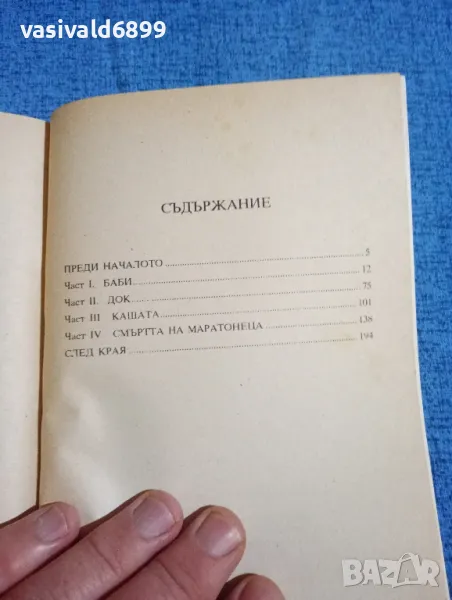 vasivald6899
СЪДЪРЖАНИЕ
ПРЕДИ НАЧАЛОТО 5
Част I. БАБИ 12
Част II. ДОК 75
Част III КАШАТА 101
Част IV СМЪРТТА НА МАРАТОНЕЦА 138
СЛЕД КРАЯ 194
BAZAR